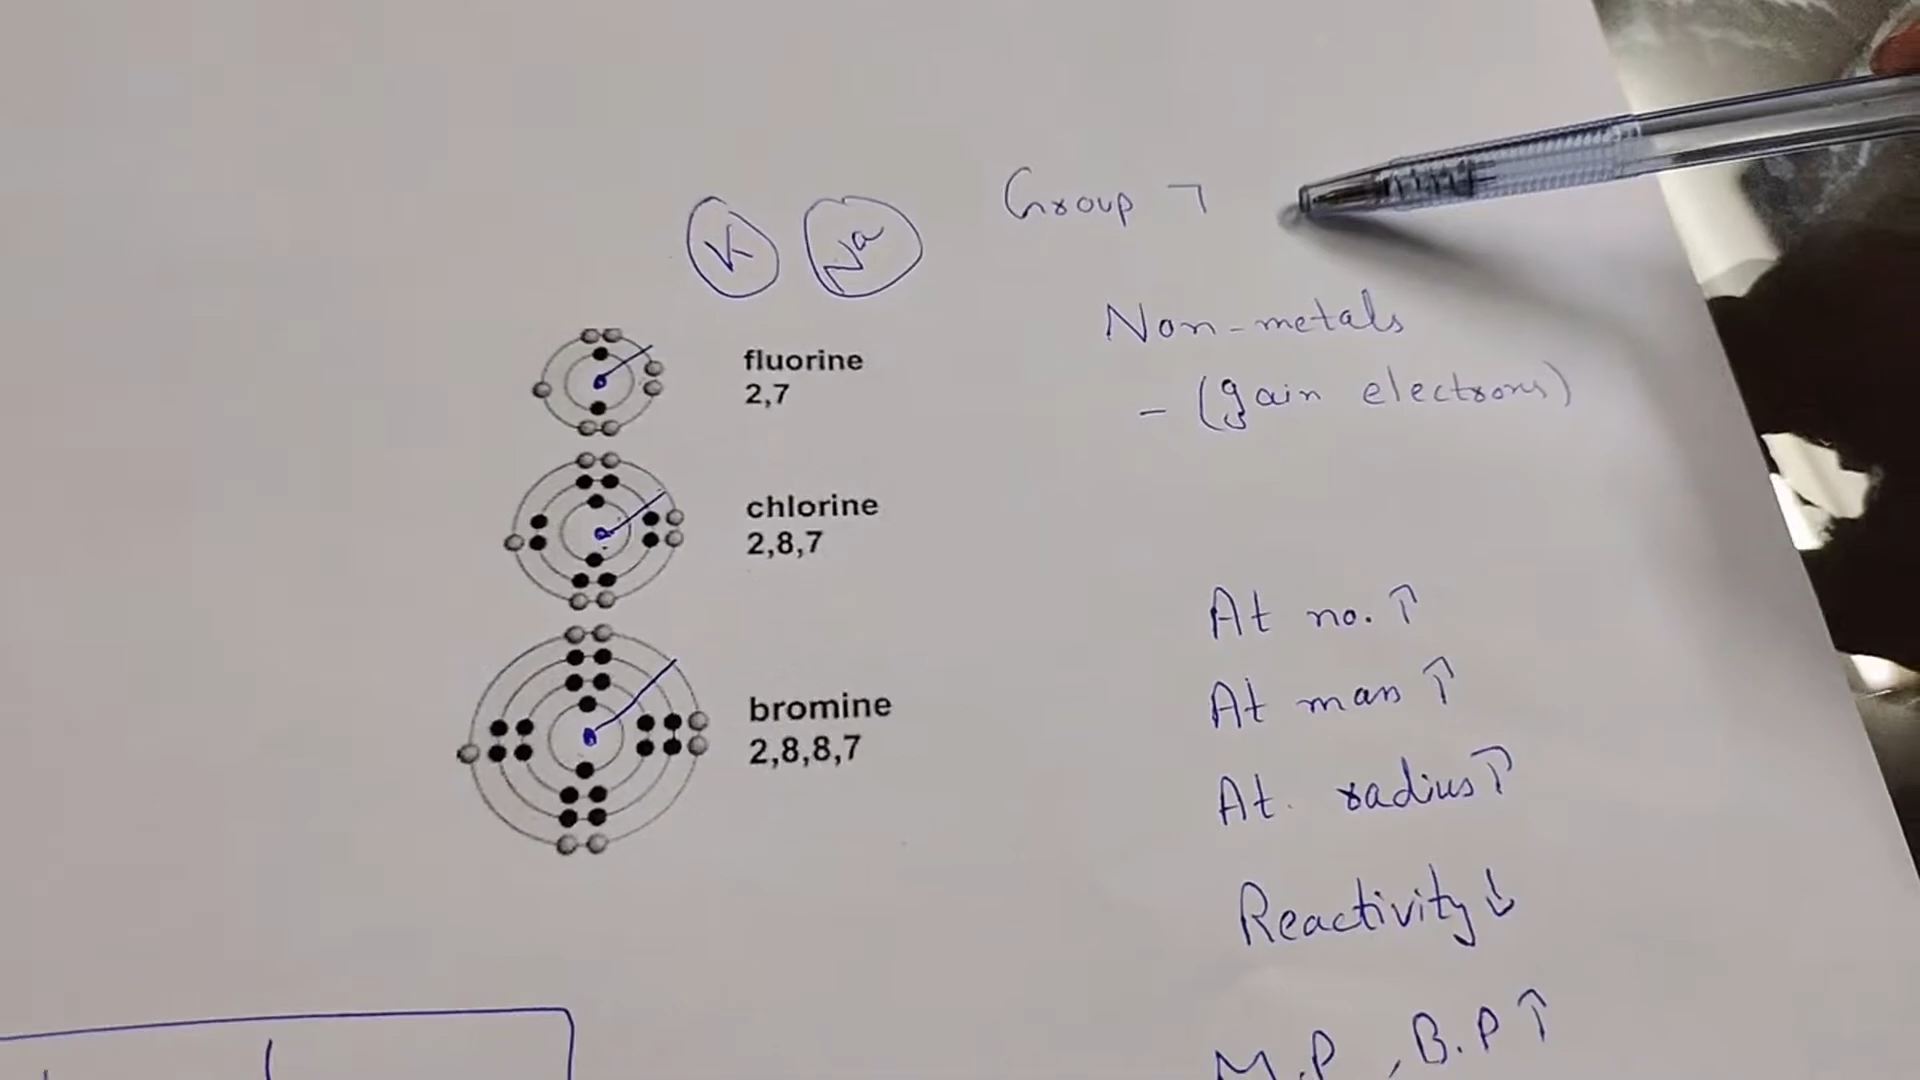 K Na Group 7
Non-metals
- (gain electrons)
fluorine
2,7
chlorine
2,8,7
bromine
2,8,8,7
At no. ↑
At mass ↑
At. radius ↑
Reactivity ↓
M.P , B.P ↑